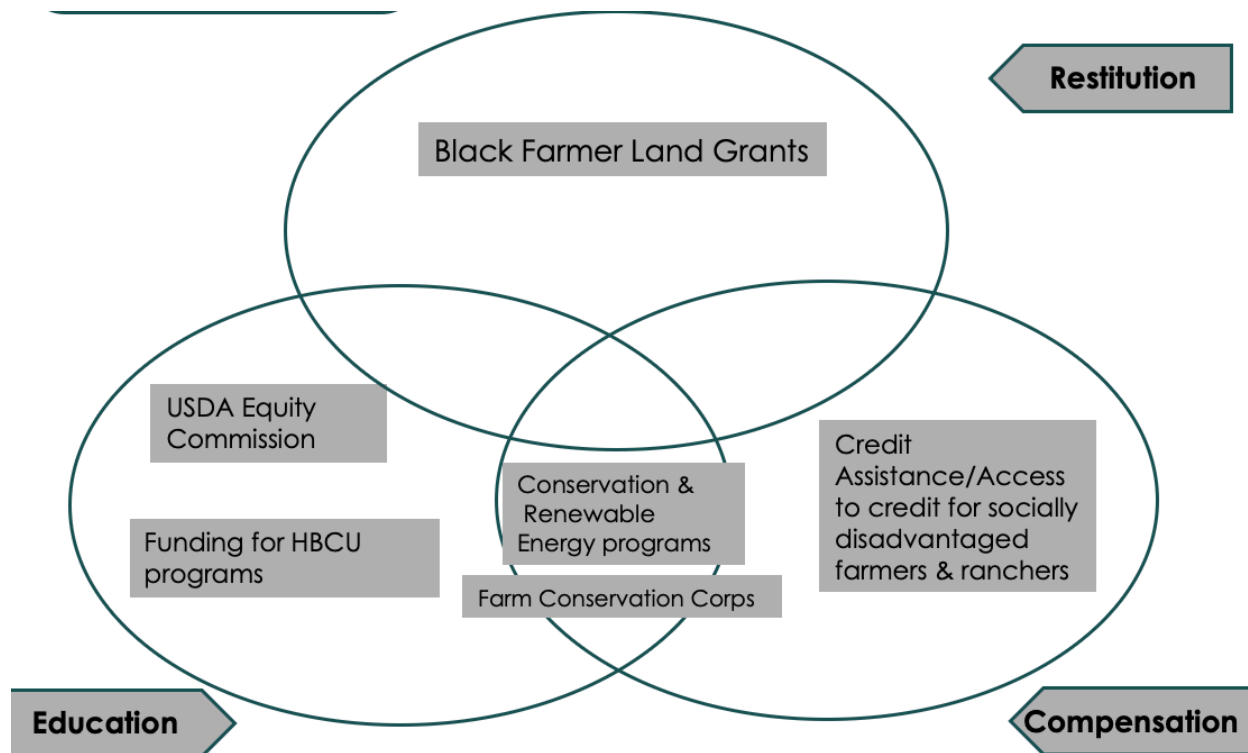 Restitution
Black Farmer Land Grants
USDA Equity
Commission
Funding for HBCU
programs
Conservation &
Renewable
Energy programs
Farm Conservation Corps
Credit
Assistance/Access
to credit for socially
disadvantaged
farmers & ranchers
Education
Compensation